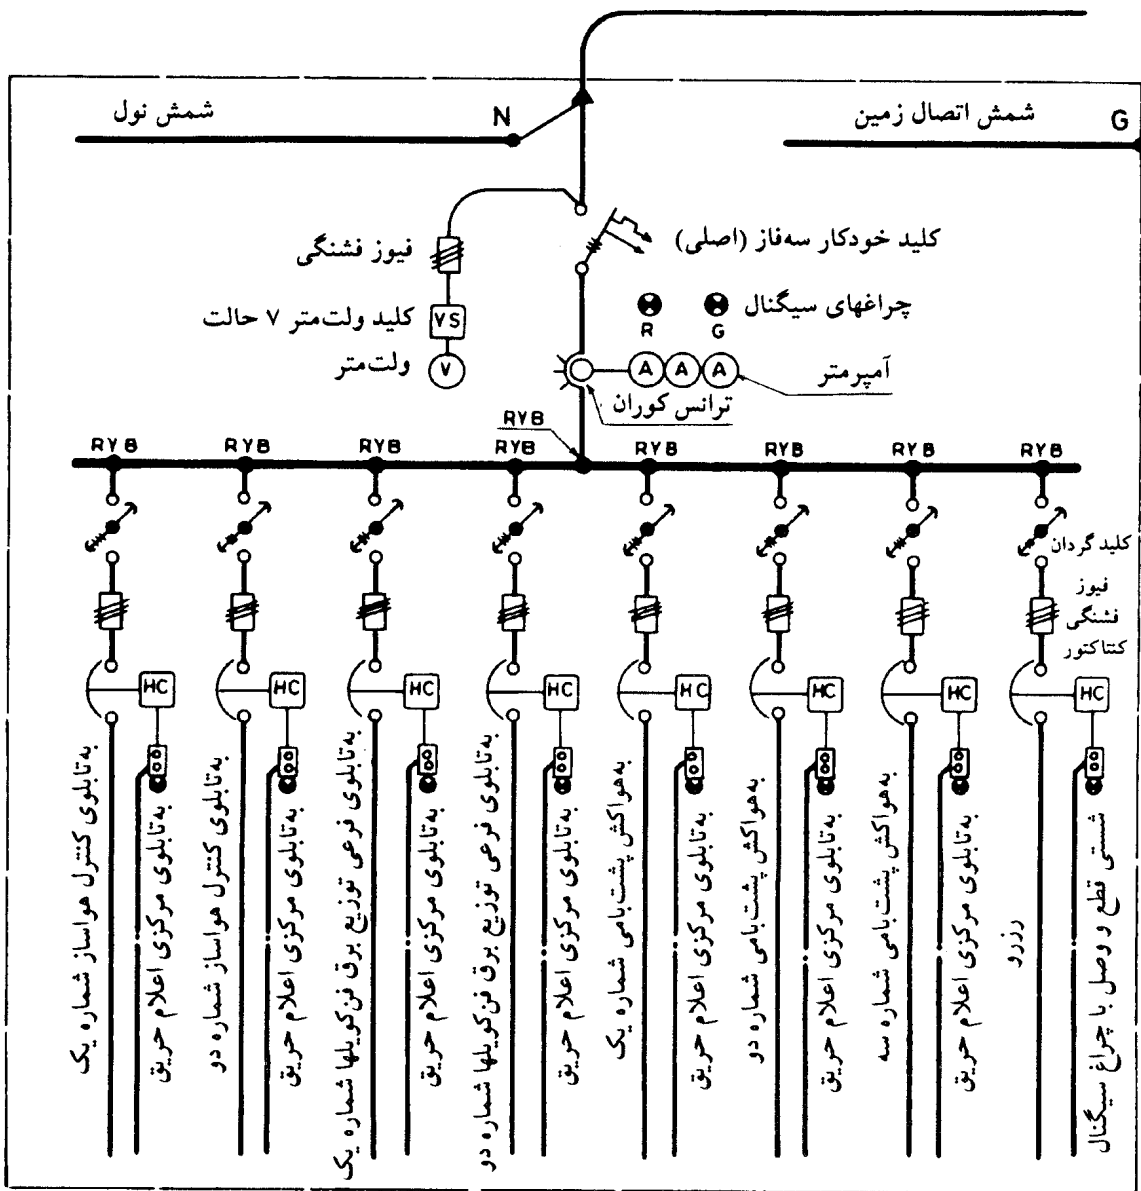 شمش نول
N
شمش اتصال زمین
G
کلید خودکار سه‌فاز (اصلی)
فیوز فشنگی
چراغهای سیگنال
R
G
کلید ولت‌متر ۷ حالت
VS
ولت‌متر
V
A
A
A
آمپرمتر
ترانس کوران
RYB
RYB
RYB
RYB
RYB
RYB
RYB
RYB
RYB
کلید گردان
فیوز
فشنگی
کنتاکتور
HC
HC
HC
HC
HC
HC
HC
HC
به‌تابلوی کنترل هواساز شماره یک
به‌تابلوی مرکزی اعلام حریق
به‌تابلوی کنترل هواساز شماره دو
به‌تابلوی مرکزی اعلام حریق
به‌تابلوی فرعی توزیع برق فن‌کویلها شماره یک
به‌تابلوی مرکزی اعلام حریق
به‌تابلوی فرعی توزیع برق فن‌کویلها شماره دو
به‌تابلوی مرکزی اعلام حریق
به‌هواکش پشت‌بامی شماره یک
به‌تابلوی مرکزی اعلام حریق
به‌هواکش پشت‌بامی شماره دو
به‌تابلوی مرکزی اعلام حریق
به‌هواکش پشت‌بامی شماره سه
به‌تابلوی مرکزی اعلام حریق
رزرو
شستی قطع و وصل با چراغ سیگنال